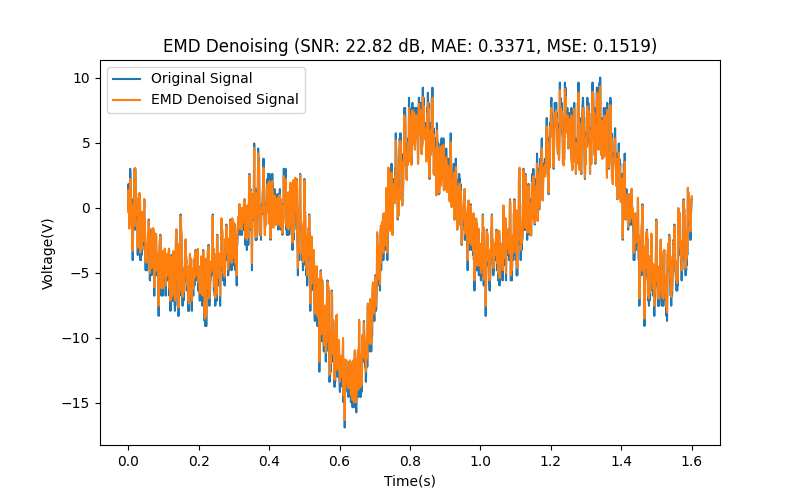 EMD Denoising (SNR: 22.82 dB, MAE: 0.3371, MSE: 0.1519)
Original Signal
EMD Denoised Signal
10
5
0
−5
−10
−15
Voltage(V)
0.0 0.2 0.4 0.6 0.8 1.0 1.2 1.4 1.6
Time(s)